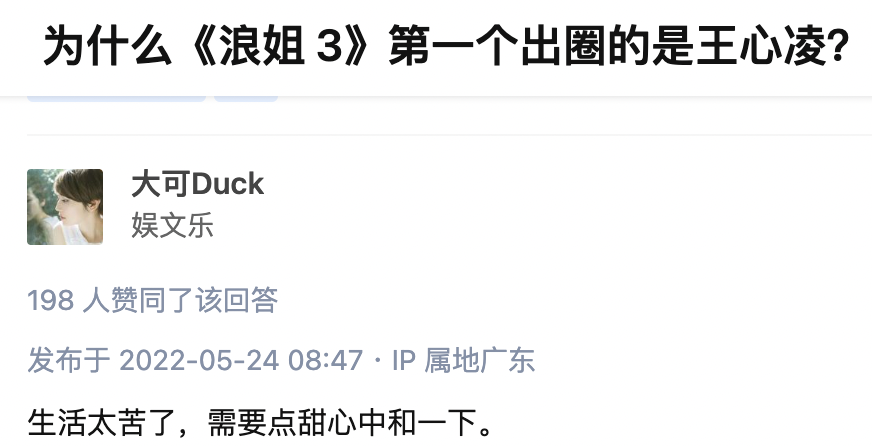 为什么《浪姐 3》第一个出圈的是王心凌?
大可Duck
娱文乐
198 人赞同了该回答
发布于 2022-05-24 08:47 · IP 属地广东
生活太苦了，需要点甜心中和一下。